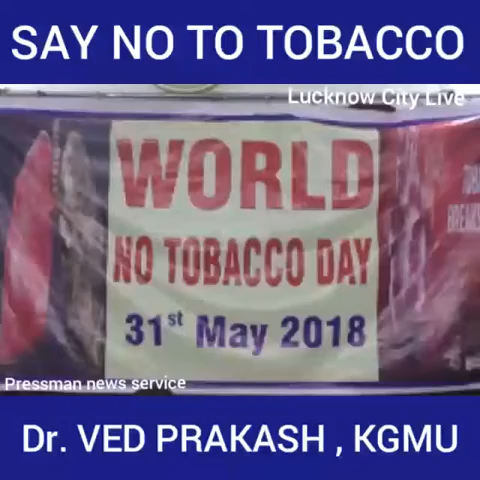 SAY NO TO TOBACCO
Lucknow City Live
WORLD
NO TOBACCO DAY
31st May 2018
Pressman news service
Dr. VED PRAKASH , KGMU